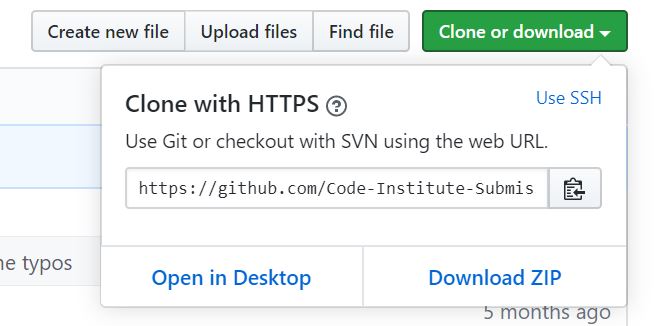 Create new file Upload files Find file Clone or download
Clone with HTTPS ? Use SSH
Use Git or checkout with SVN using the web URL.
https://github.com/Code-Institute-Submis
Open in Desktop Download ZIP
typos
5 months ago